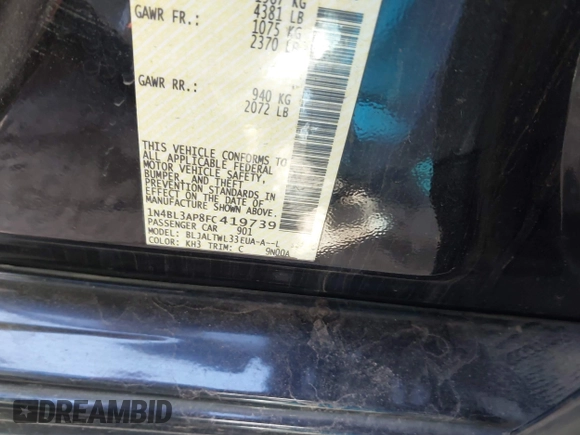 GAWR FR.:
4381 LB
1075 KG
2370 LB
GAWR RR.:
940 KG
2072 LB
THIS VEHICLE CONFORMS TO
ALL APPLICABLE FEDERAL
MOTOR VEHICLE SAFETY,
BUMPER, AND THEFT
PREVENTION STANDARDS
IN EFFECT ON THE DATE OF
MANUFACTURE SHOWN ABOVE.
1N4BL3AP8FC419739
PASSENGER CAR 901
MODEL: BLJALTWL33EUA-A--L
COLOR: KH3 TRIM: C 9N00A
DREAMBID